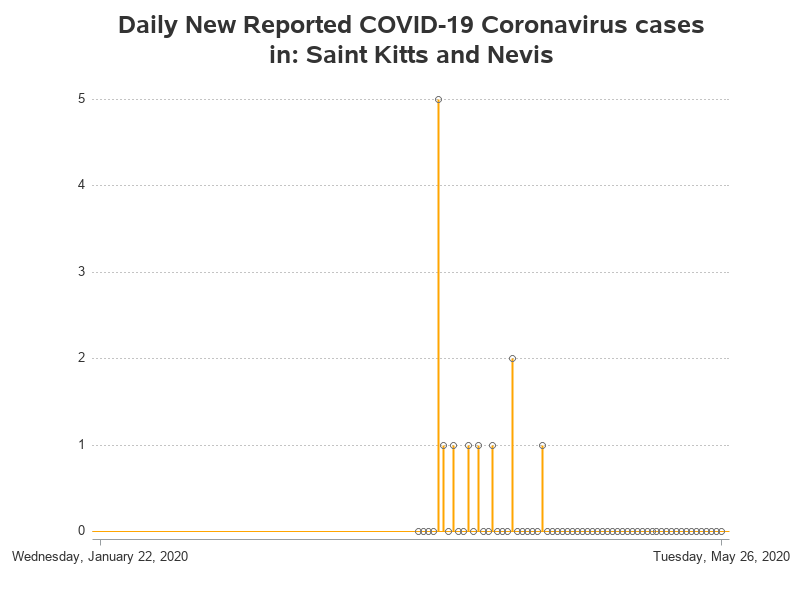 Daily New Reported COVID-19 Coronavirus cases
in: Saint Kitts and Nevis
5
4
3
2
1
0
Wednesday, January 22, 2020 Tuesday, May 26, 2020